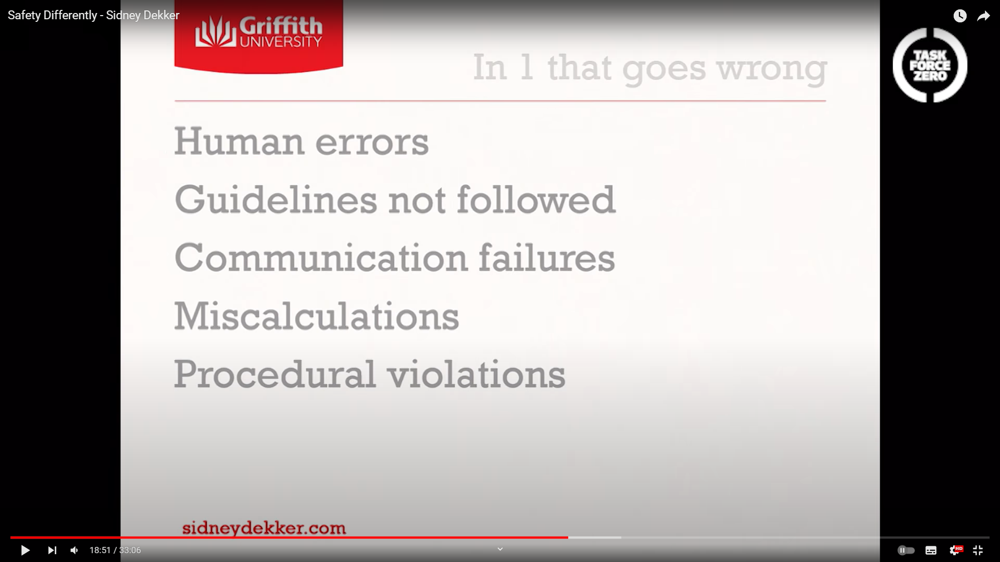 Safety Differently - Sidney Dekker
Griffith
UNIVERSITY
TASK
FORCE
ZERO
In 1 that goes wrong
Human errors
Guidelines not followed
Communication failures
Miscalculations
Procedural violations
sidneydekker.com
18:51 / 33:06
HD